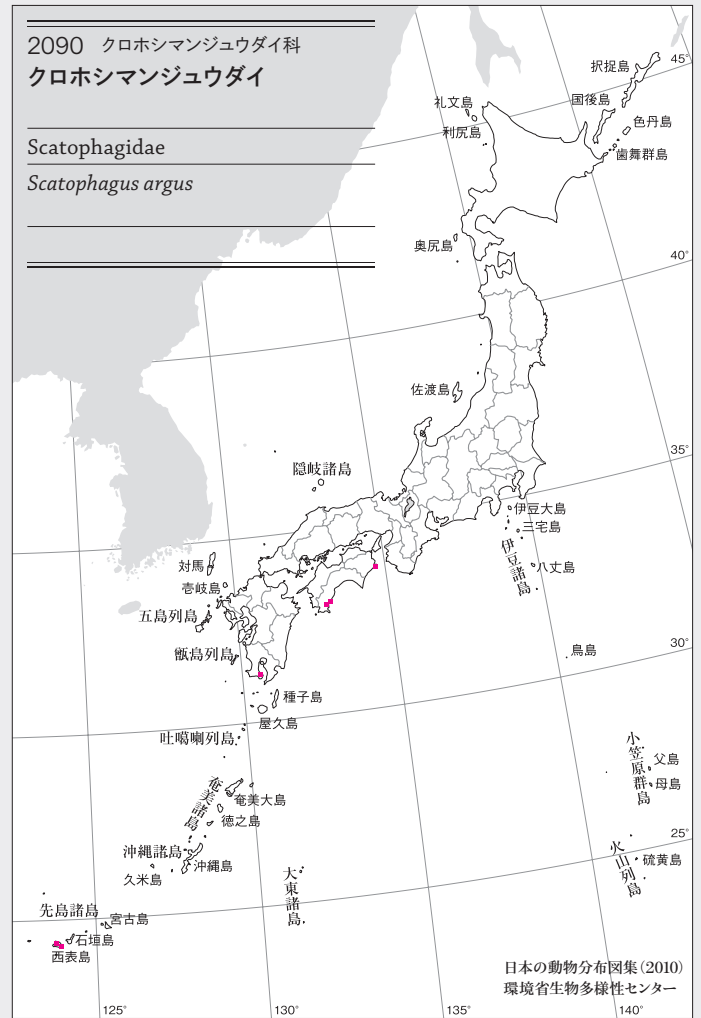 2090 クロホシマンジュウダイ科
クロホシマンジュウダイ
Scatophagidae
Scatophagus argus
択捉島
45°
国後島
礼文島
色丹島
利尻島
歯舞群島
奥尻島
40°
佐渡島
35°
隠岐諸島
伊豆大島
三宅島
伊豆諸島
八丈島
対馬
壱岐島
五島列島
甑島列島
鳥島
30°
種子島
屋久島
吐噶喇列島
小笠原群島
父島
母島
奄美諸島
奄美大島
徳之島
25°
沖縄諸島
沖縄島
久米島
火山列島
硫黄島
大東諸島
先島諸島
宮古島
石垣島
西表島
日本の動物分布図集(2010)
環境省生物多様性センター
125°
130°
135°
140°